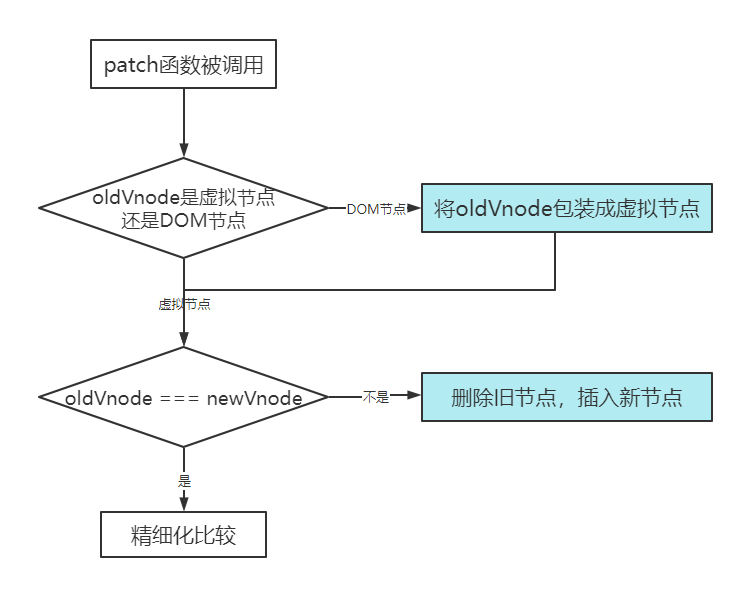 patch函数被调用
oldVnode是虚拟节点
还是DOM节点
DOM节点
将oldVnode包装成虚拟节点
虚拟节点
oldVnode === newVnode
不是
删除旧节点，插入新节点
是
精细化比较